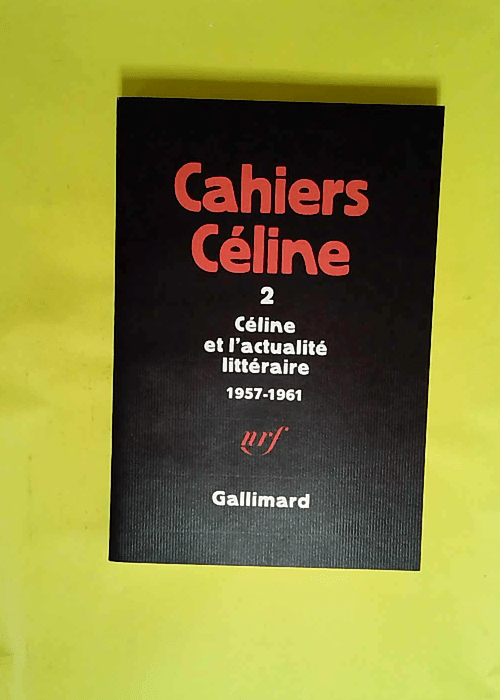 Cahiers
Céline
2
Céline
et l'actualité
littéraire
1957-1961
nrf
Gallimard